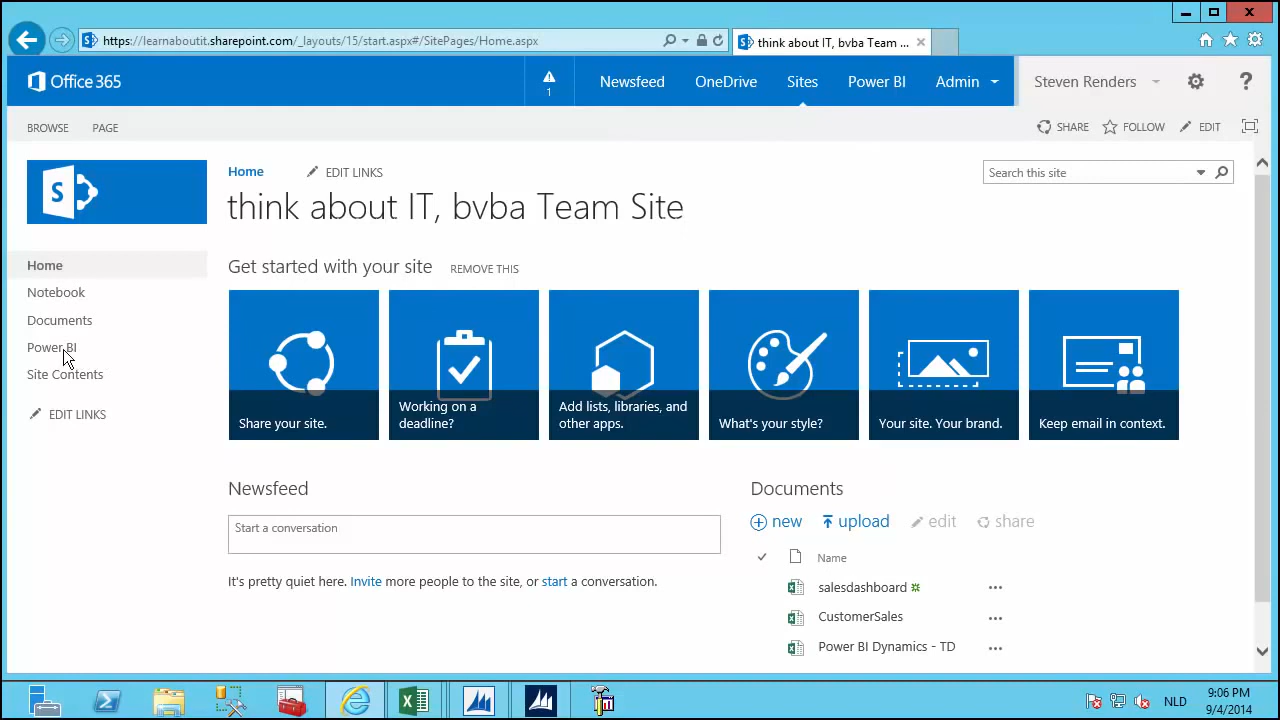 https://learnaboutit.sharepoint.com/_layouts/15/start.aspx#/SitePages/Home.aspx
think about IT, bvba Team ...
Office 365
1
Newsfeed
OneDrive
Sites
Power BI
Admin
Steven Renders
?
BROWSE
PAGE
SHARE
FOLLOW
EDIT
S
Home
EDIT LINKS
Search this site
think about IT, bvba Team Site
Home
Notebook
Documents
Power BI
Site Contents
EDIT LINKS
Get started with your site
REMOVE THIS
Share your site.
Working on a
deadline?
Add lists, libraries, and
other apps.
What's your style?
Your site. Your brand.
Keep email in context.
Newsfeed
Start a conversation
It's pretty quiet here. Invite more people to the site, or start a conversation.
Documents
new
upload
edit
share
Name
salesdashboard
...
CustomerSales
...
Power BI Dynamics - TD
...
NLD
9:06 PM
9/4/2014